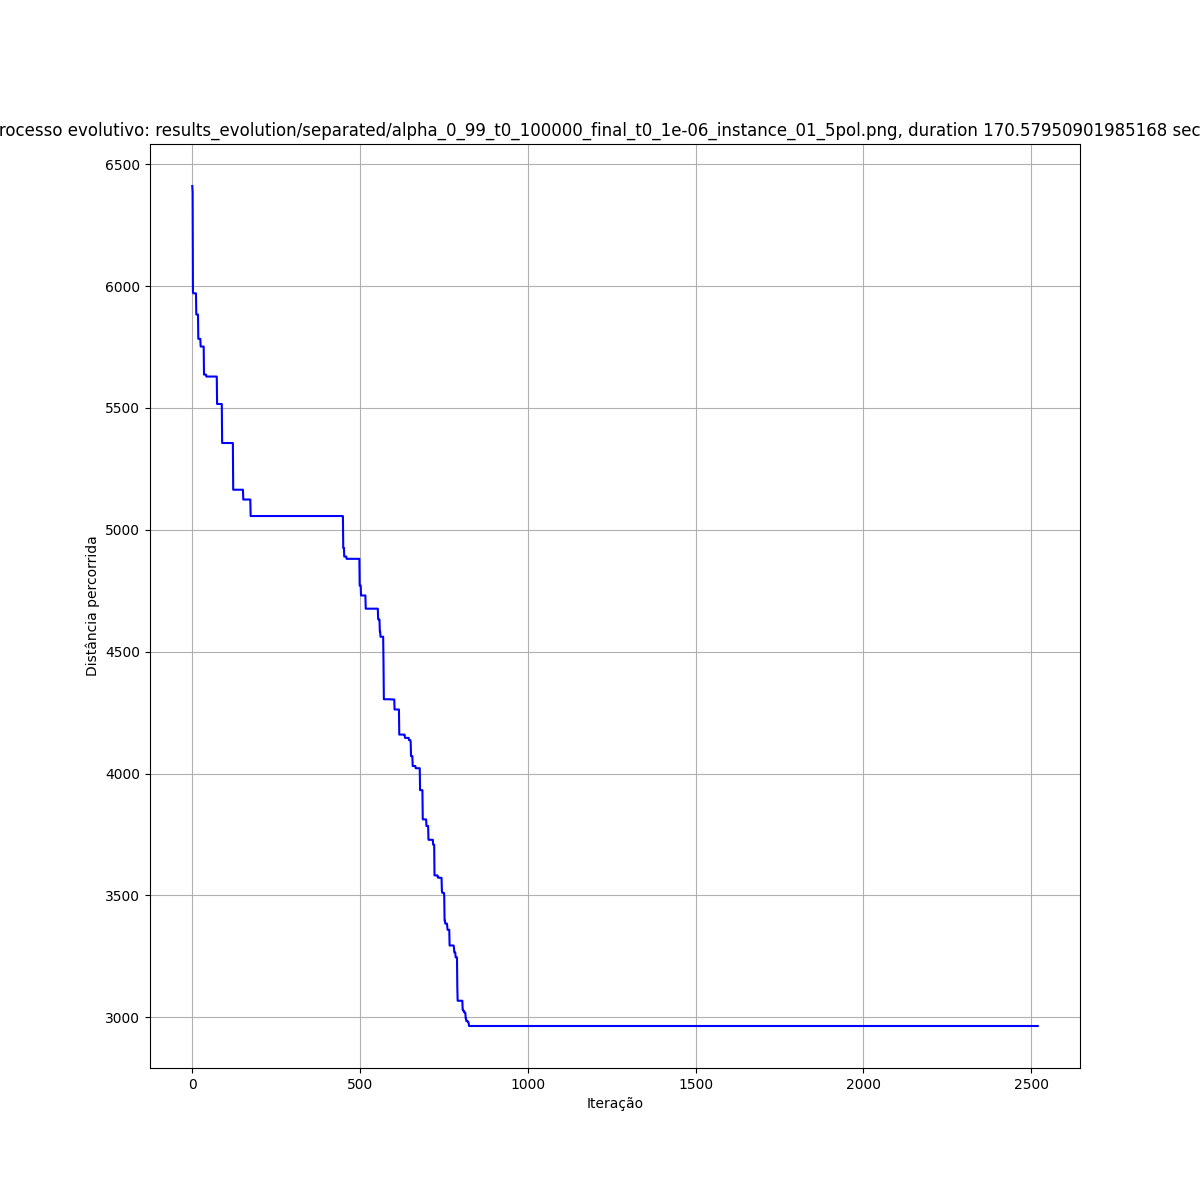 rocesso evolutivo: results_evolution/separated/alpha_0_99_t0_100000_final_t0_1e-06_instance_01_5pol.png, duration 170.57950901985168 sec
6500
6000
5500
5000
4500
4000
3500
3000
Distância percorrida
0 500 1000 1500 2000 2500
Iteração